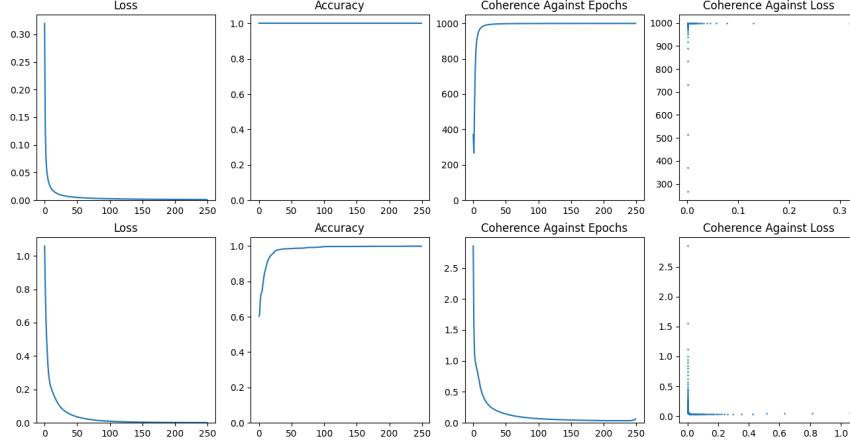 Loss Accuracy Coherence Against Epochs Coherence Against Loss
0.30 1.0 1000 1000
0.25 0.8 800 900
0.20 0.6 600 800
0.15 0.4 400 700
0.10 0.2 200 600
0.05 0.0 0 500
0.00 400
300
0 50 100 150 200 250 0 50 100 150 200 250 0 50 100 150 200 250 0.0 0.1 0.2 0.3
Loss Accuracy Coherence Against Epochs Coherence Against Loss
1.0 1.0 2.5 2.5
0.8 0.8 2.0 2.0
0.6 0.6 1.5 1.5
0.4 0.4 1.0 1.0
0.2 0.2 0.5 0.5
0.0 0.0 0.0 0.0
0 50 100 150 200 250 0 50 100 150 200 250 0 50 100 150 200 250 0.0 0.2 0.4 0.6 0.8 1.0